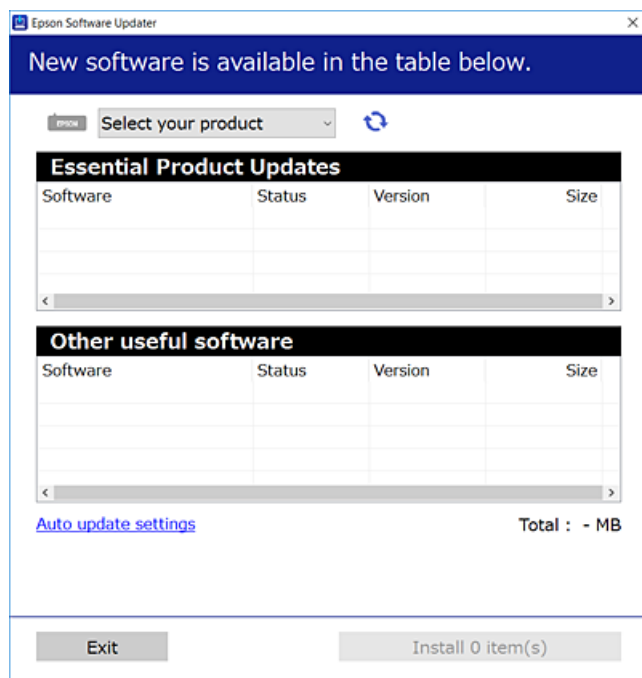 Epson Software Updater
New software is available in the table below.
EPSON Select your product
Essential Product Updates
Software Status Version Size
Other useful software
Software Status Version Size
Auto update settings Total : - MB
Exit Install 0 item(s)